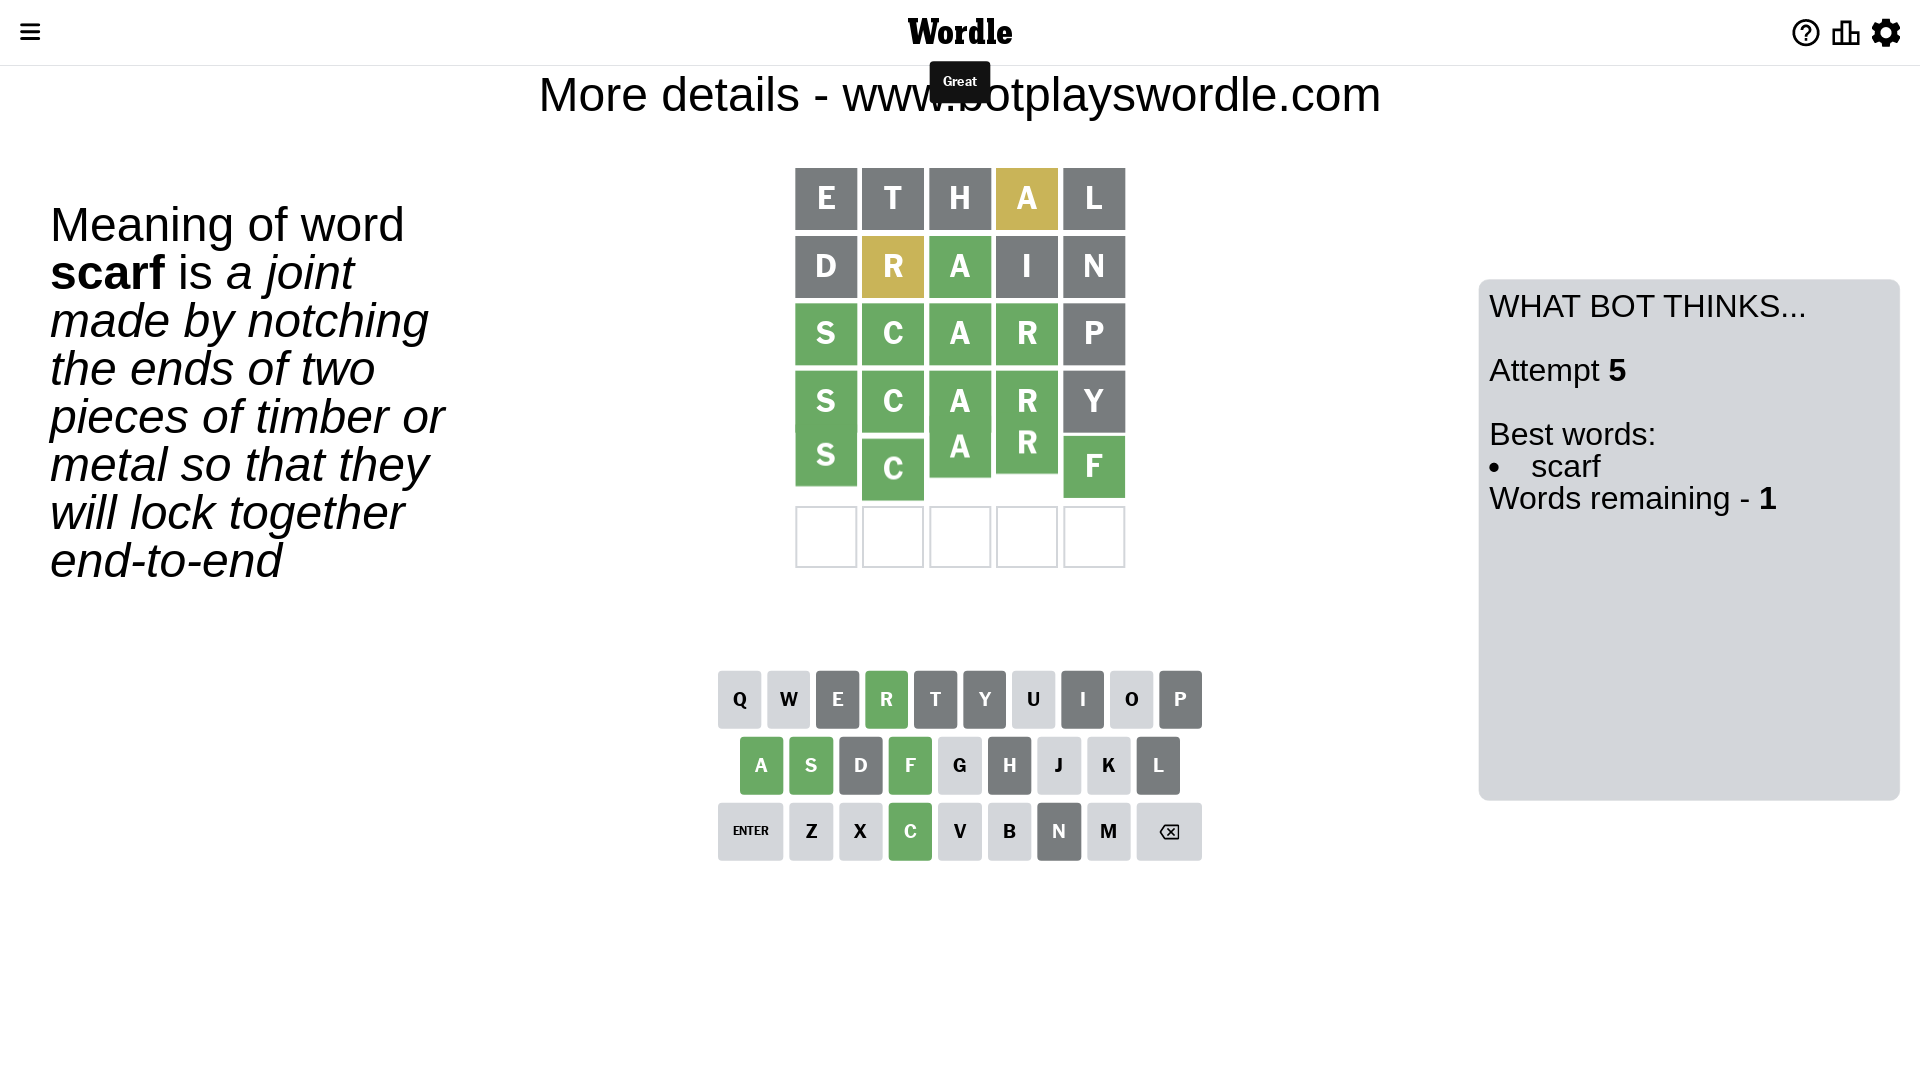 Wordle
Great
More details - www.botplayswordle.com
Meaning of word
scarf is a joint
made by notching
the ends of two
pieces of timber or
metal so that they
will lock together
end-to-end
E T H A L
D R A I N
S C A R P
S C A R Y
S C A R F
WHAT BOT THINKS...
Attempt 5
Best words:
• scarf
Words remaining - 1
Q W E R T Y U I O P
A S D F G H J K L
ENTER Z X C V B N M